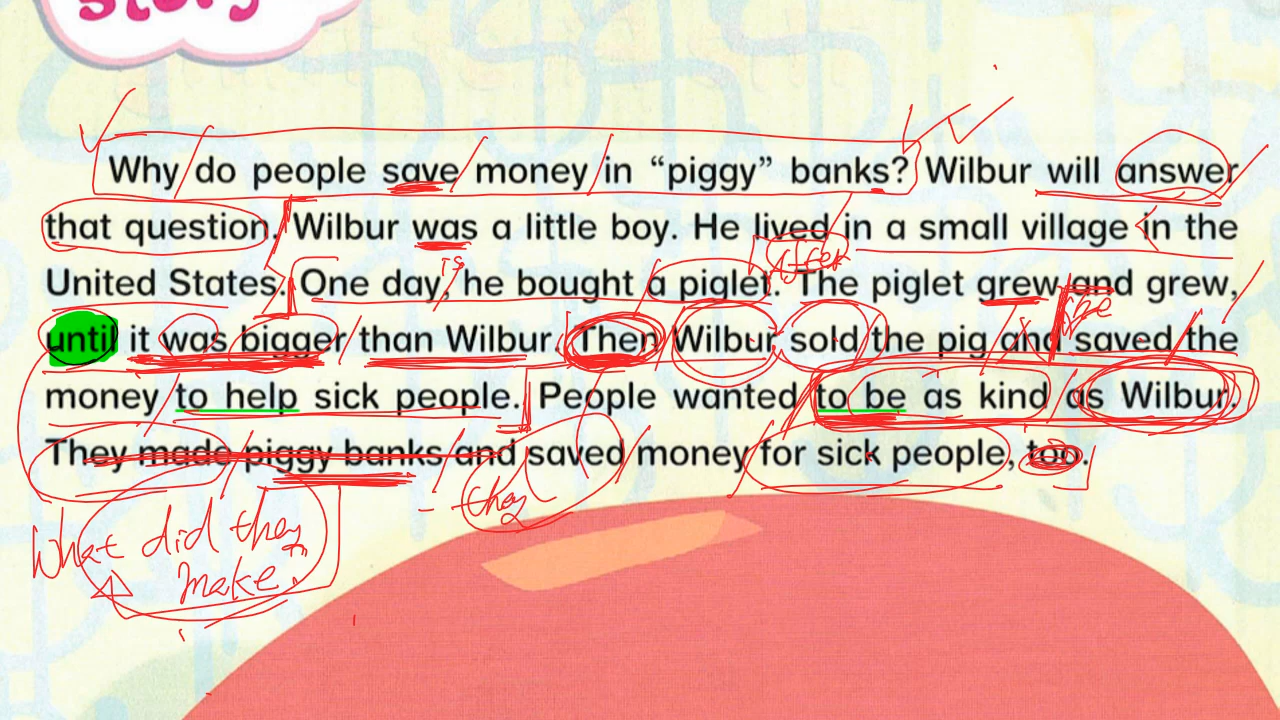 story
Why do people save money in “piggy” banks? Wilbur will answer
that question. Wilbur was a little boy. He lived in a small village in the
is
After
United States. One day, he bought a piglet. The piglet grew and grew,
he
until it was bigger than Wilbur. Then Wilbur sold the pig and saved the
money to help sick people. People wanted to be as kind as Wilbur.
They made piggy banks and saved money for sick people, too.
they
What did they
make